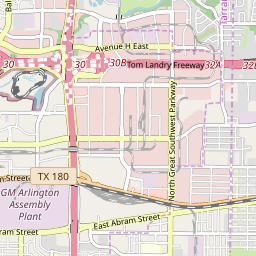 Avenue H East
30
30
30B
Tom Landry Freeway
32A
North Great Southwest Parkway
TX 180
n Street
Main Street
GM Arlington
Assembly
Plant
East Abram Street